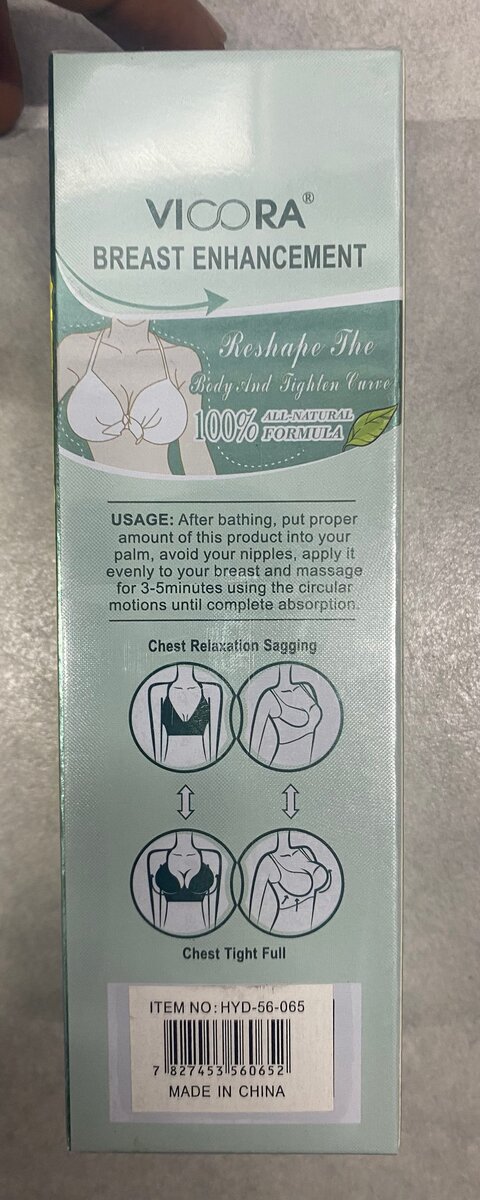 VICORA®
BREAST ENHANCEMENT
Reshape The
Body And Tighten Curve
100% ALL-NATURAL
FORMULA
USAGE: After bathing, put proper
amount of this product into your
palm, avoid your nipples, apply it
evenly to your breast and massage
for 3-5minutes using the circular
motions until complete absorption.
Chest Relaxation Sagging
Chest Tight Full
ITEM NO: HYD-56-065
7 827453 560652
MADE IN CHINA